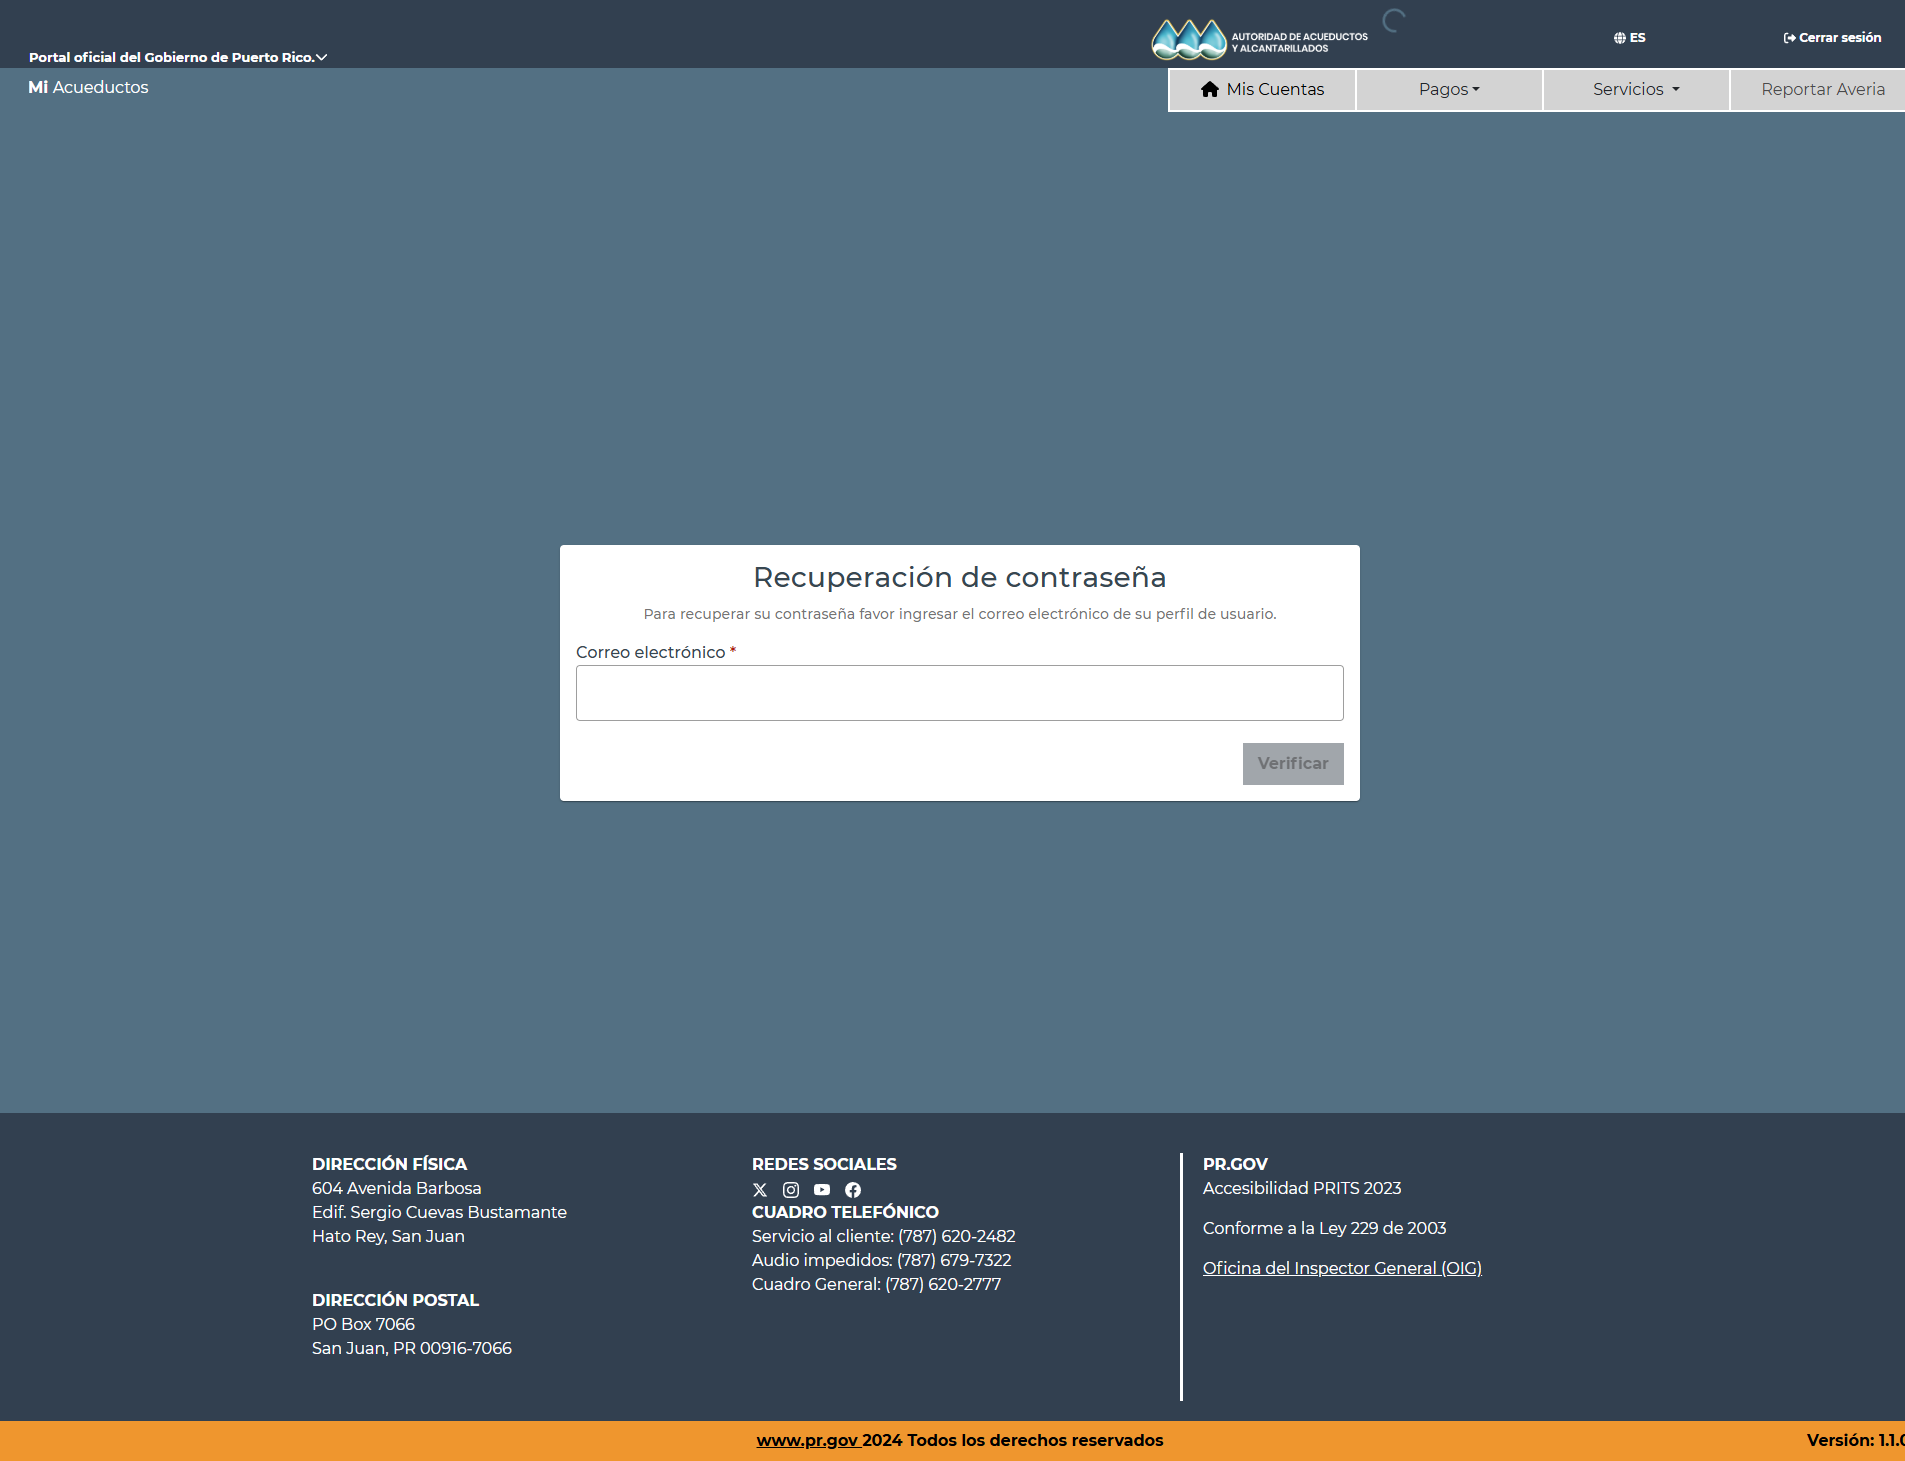 Portal oficial del Gobierno de Puerto Rico.
AUTORIDAD DE ACUEDUCTOS
Y ALCANTARILLADOS
ES
Cerrar sesión
Mi Acueductos
Mis Cuentas
Pagos
Servicios
Reportar Averia
Recuperación de contraseña
Para recuperar su contraseña favor ingresar el correo electrónico de su perfil de usuario.
Correo electrónico *
Verificar
DIRECCIÓN FÍSICA
604 Avenida Barbosa
Edif. Sergio Cuevas Bustamante
Hato Rey, San Juan
DIRECCIÓN POSTAL
PO Box 7066
San Juan, PR 00916-7066
REDES SOCIALES
CUADRO TELEFÓNICO
Servicio al cliente: (787) 620-2482
Audio impedidos: (787) 679-7322
Cuadro General: (787) 620-2777
PR.GOV
Accesibilidad PRITS 2023
Conforme a la Ley 229 de 2003
Oficina del Inspector General (OIG)
www.pr.gov 2024 Todos los derechos reservados
Versión: 1.1.0